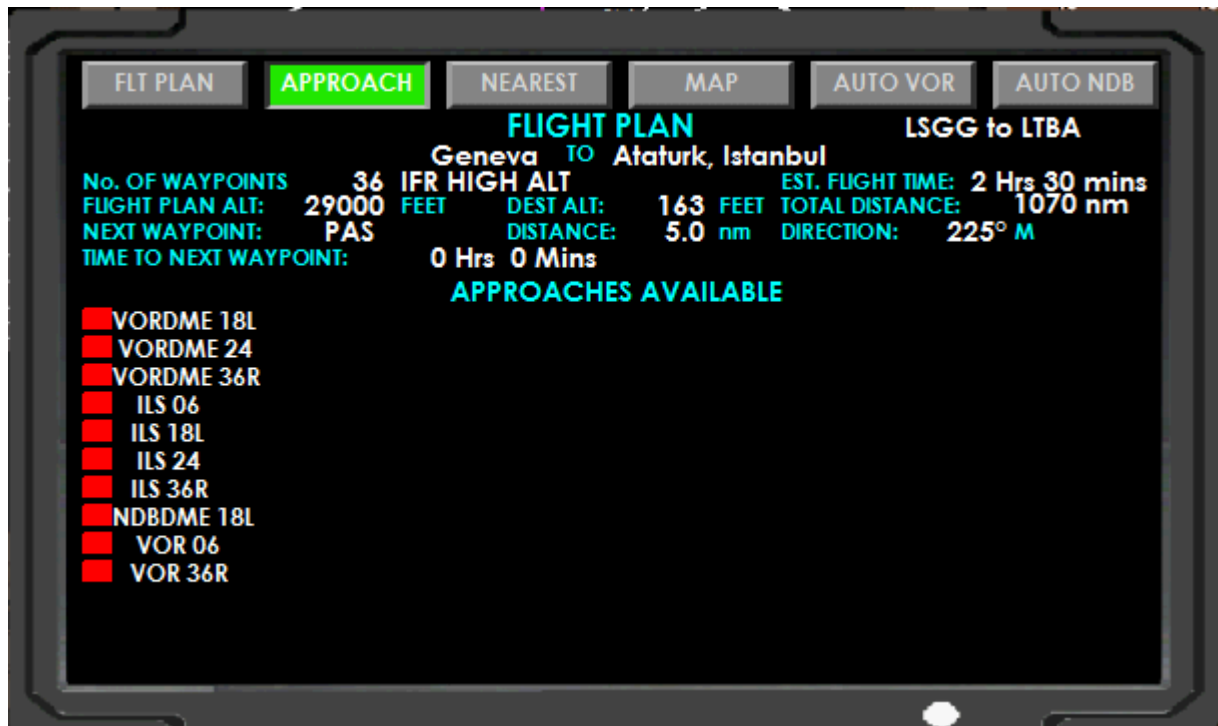 FLT PLAN APPROACH NEAREST MAP AUTO VOR AUTO NDB
FLIGHT PLAN LSGG to LTBA
Geneva TO Ataturk, Istanbul
No. OF WAYPOINTS 36 IFR HIGH ALT EST. FLIGHT TIME: 2 Hrs 30 mins
FLIGHT PLAN ALT: 29000 FEET DEST ALT: 163 FEET TOTAL DISTANCE: 1070 nm
NEXT WAYPOINT: PAS DISTANCE: 5.0 nm DIRECTION: 225° M
TIME TO NEXT WAYPOINT: 0 Hrs 0 Mins
APPROACHES AVAILABLE
VORDME 18L
VORDME 24
VORDME 36R
ILS 06
ILS 18L
ILS 24
ILS 36R
NDBDME 18L
VOR 06
VOR 36R